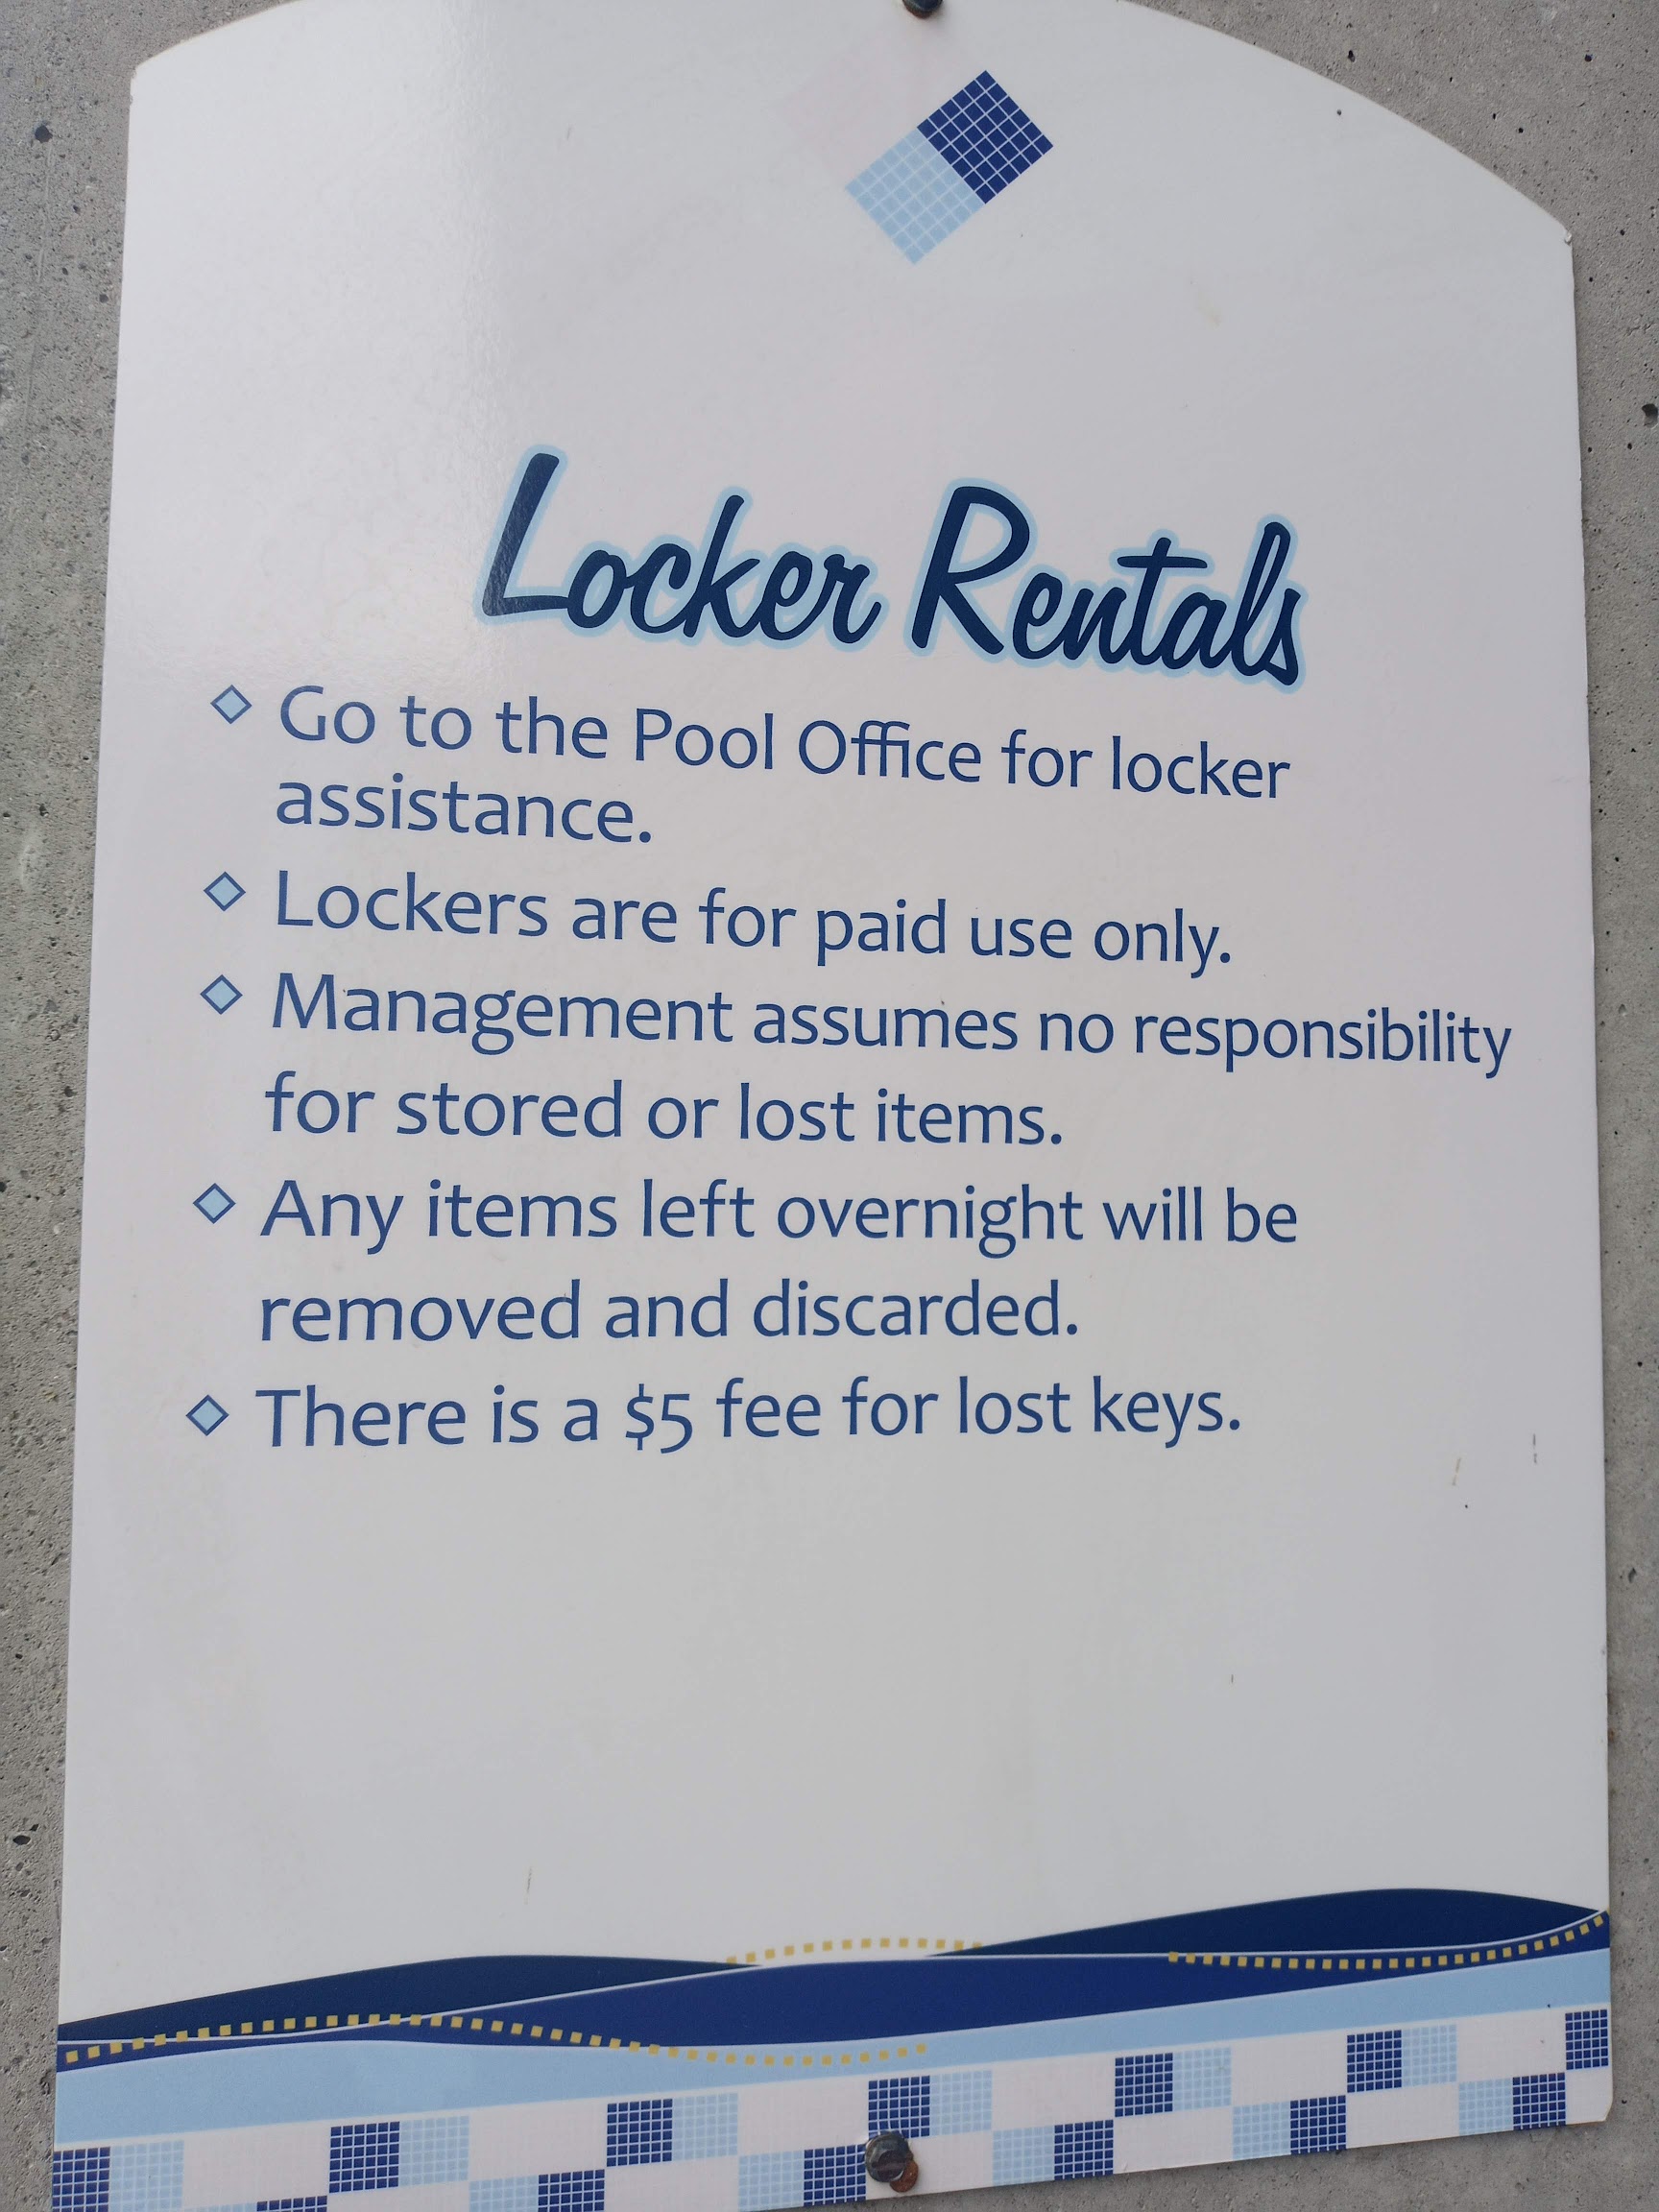 Locker Rentals
Go to the Pool Office for locker
assistance.
Lockers are for paid use only.
Management assumes no responsibility
for stored or lost items.
Any items left overnight will be
removed and discarded.
There is a $5 fee for lost keys.